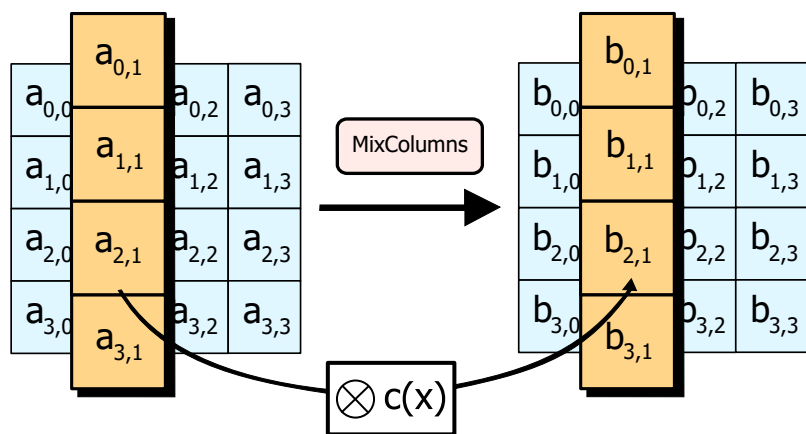 a0,0 a0,1 a0,2 a0,3
a1,0 a1,1 a1,2 a1,3
a2,0 a2,1 a2,2 a2,3
a3,0 a3,1 a3,2 a3,3
MixColumns
b0,0 b0,1 b0,2 b0,3
b1,0 b1,1 b1,2 b1,3
b2,0 b2,1 b2,2 b2,3
b3,0 b3,1 b3,2 b3,3
⊗ c(x)